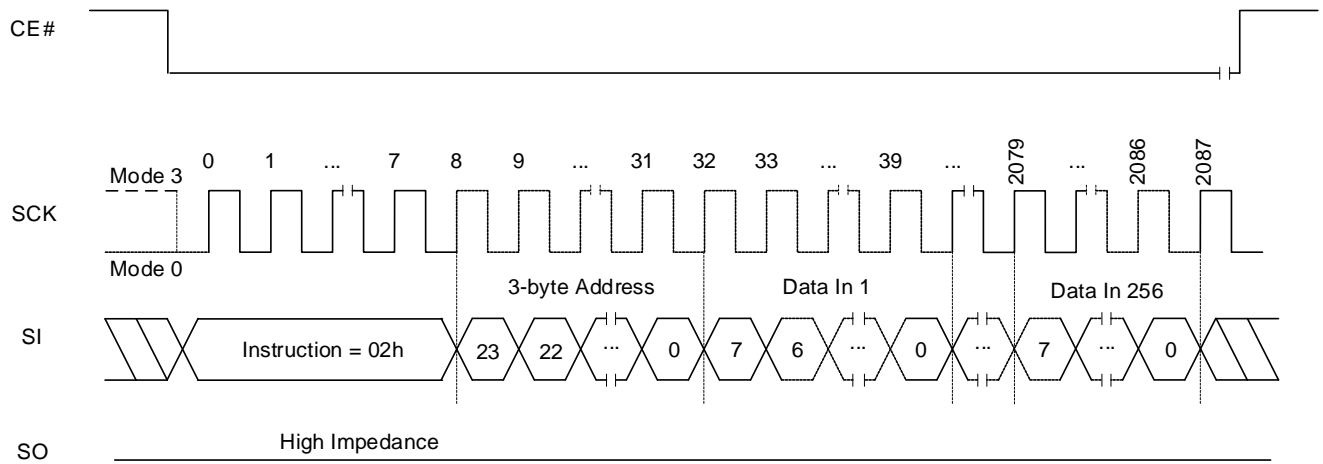 CE#
0 1 ... 7 8 9 ... 31 32 33 ... 39 ... 2079 ... 2086 2087
Mode 3
SCK
Mode 0
3-byte Address Data In 1 Data In 256
SI Instruction = 02h 23 22 ... 0 7 6 ... 0 ... 7 ... 0
High Impedance
SO